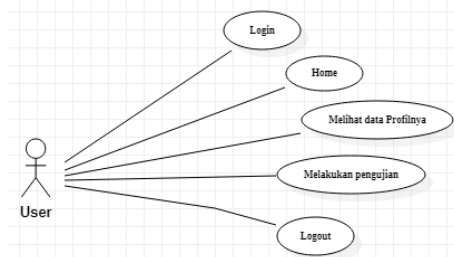 Login
Home
Melihat data Profilnya
Melakukan pengujian
User
Logout